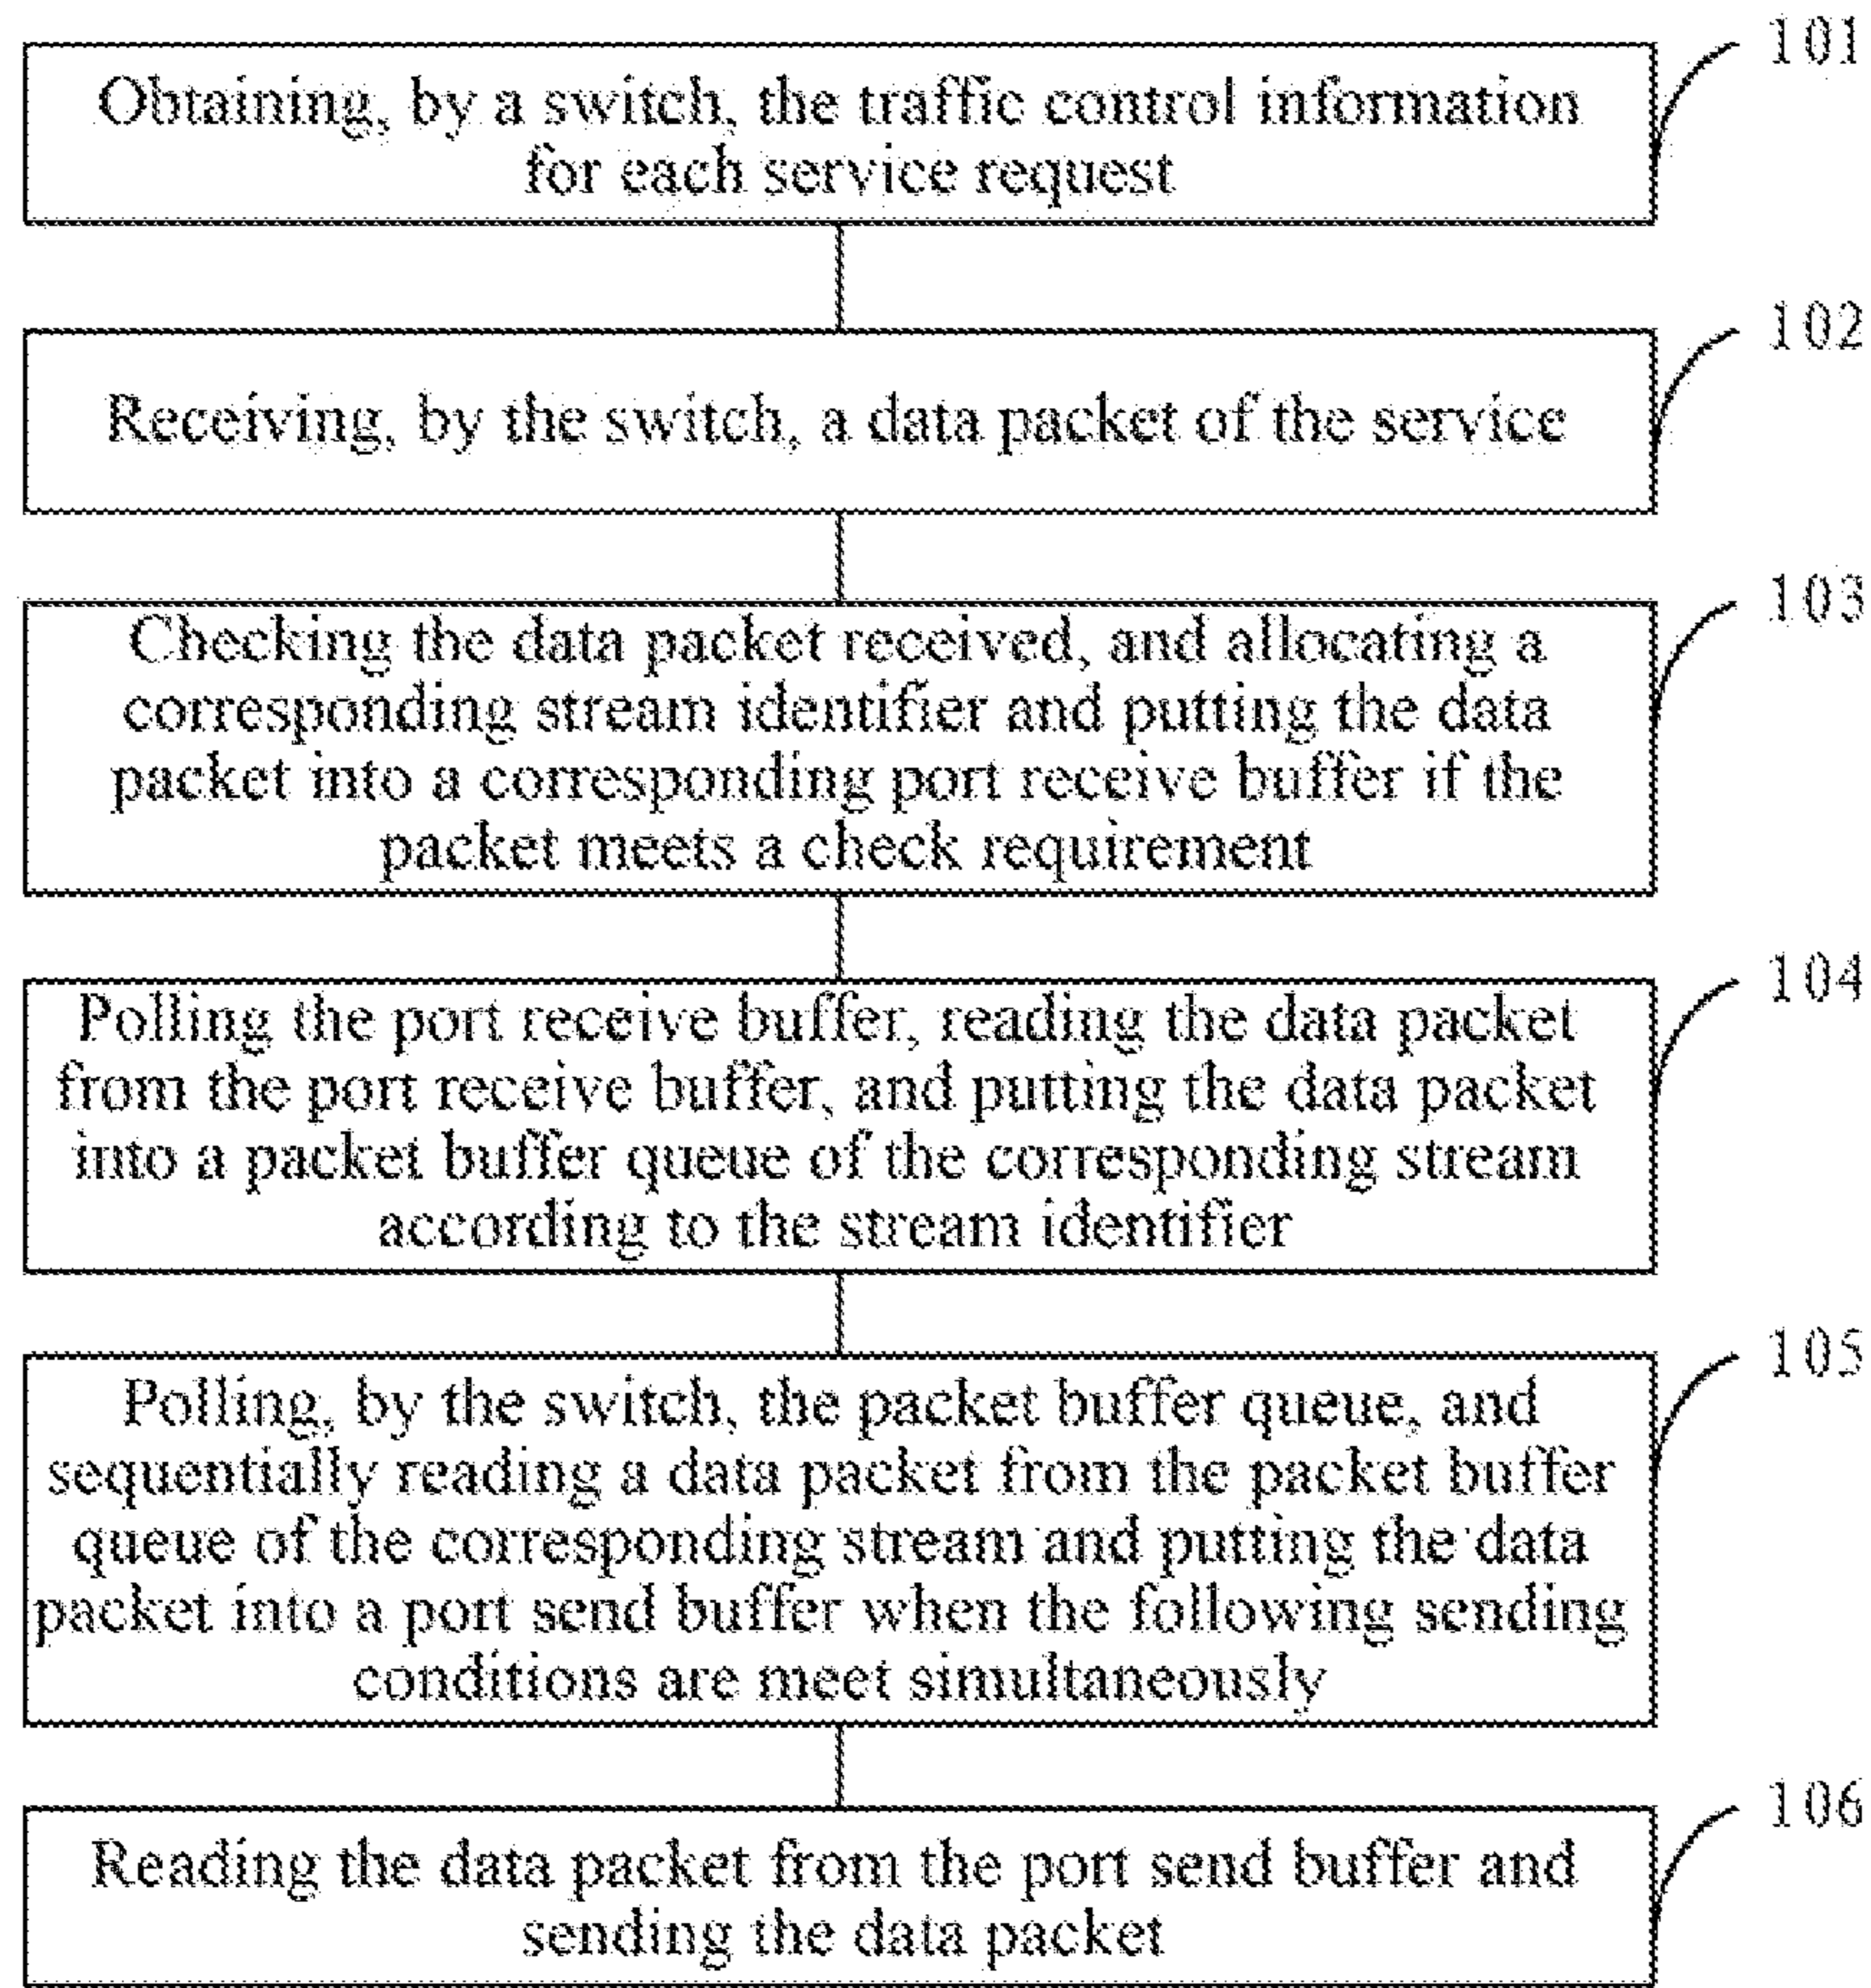 101
Obtaining, by a switch, the traffic control information
for each service request
102
Receiving, by the switch, a data packet of the service
103
Checking the data packet received, and allocating a
corresponding stream identifier and putting the data
packet into a corresponding port receive buffer if the
packet meets a check requirement
104
Polling the port receive buffer, reading the data packet
from the port receive buffer, and putting the data packet
into a packet buffer queue of the corresponding stream
according to the stream identifier
105
Polling, by the switch, the packet buffer queue, and
sequentially reading a data packet from the packet buffer
queue of the corresponding stream and putting the data
packet into a port send buffer when the following sending
conditions are meet simultaneously
106
Reading the data packet from the port send buffer and
sending the data packet